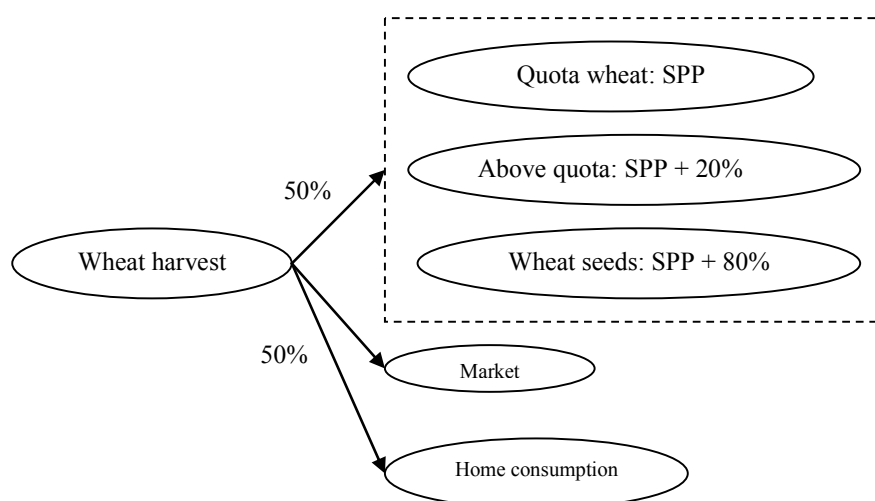 Quota wheat: SPP
Above quota: SPP + 20%
50%
Wheat harvest
Wheat seeds: SPP + 80%
50%
Market
Home consumption